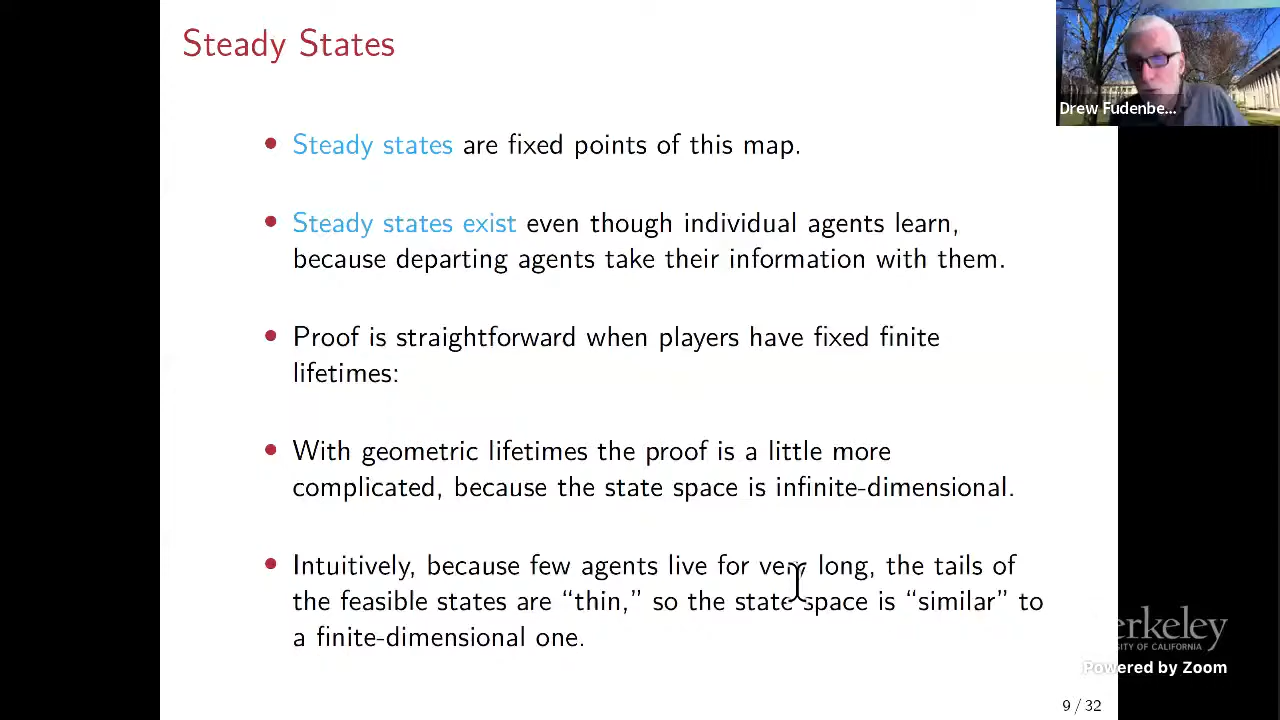 Steady States
Drew Fudenbe...
• Steady states are fixed points of this map.
• Steady states exist even though individual agents learn,
because departing agents take their information with them.
• Proof is straightforward when players have fixed finite
lifetimes:
• With geometric lifetimes the proof is a little more
complicated, because the state space is infinite-dimensional.
• Intuitively, because few agents live for very long, the tails of
the feasible states are “thin,” so the state space is “similar” to
a finite-dimensional one.
erkeley
SITY OF CALIFORNIA
Powered by Zoom
9 / 32